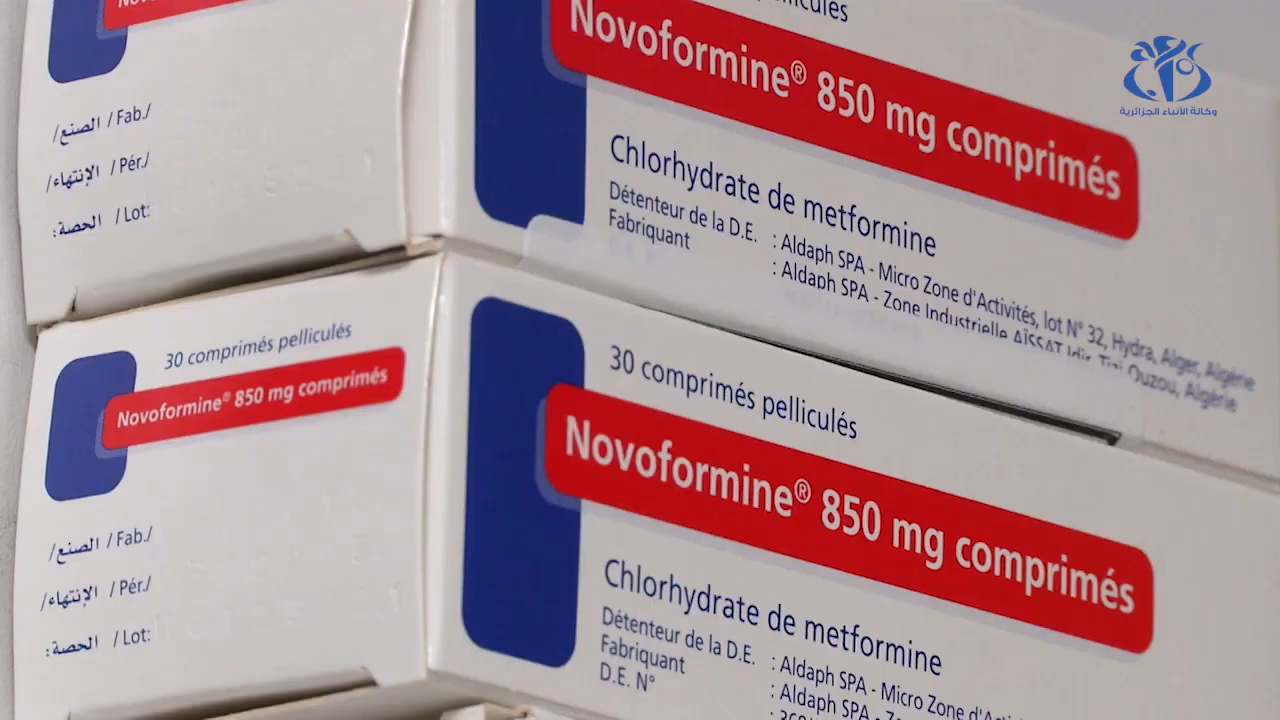 وكالة الأنباء الجزائرية
Novoformine® 850 mg comprimés
Chlorhydrate de metformine
Détenteur de la D.E. : Aldaph SPA - Micro Zone d'Activités, lot N° 32, Hydra, Alger, Algérie
Fabriquant : Aldaph SPA - Zone Industrielle AÏSSAT Idir, Tizi Ouzou, Algérie
الصنع/ / Fab./
الإنتهاء/ / Pér./
الحصة: / Lot:
30 comprimés pelliculés
Novoformine® 850 mg comprimés
الصنع/ / Fab./
الإنتهاء/ / Pér./
الحصة: / Lot:
30 comprimés pelliculés
Novoformine® 850 mg comprimés
Chlorhydrate de metformine
Détenteur de la D.E. : Aldaph SPA - Micro Zone
Fabriquant : Aldaph SPA
D.E. N°